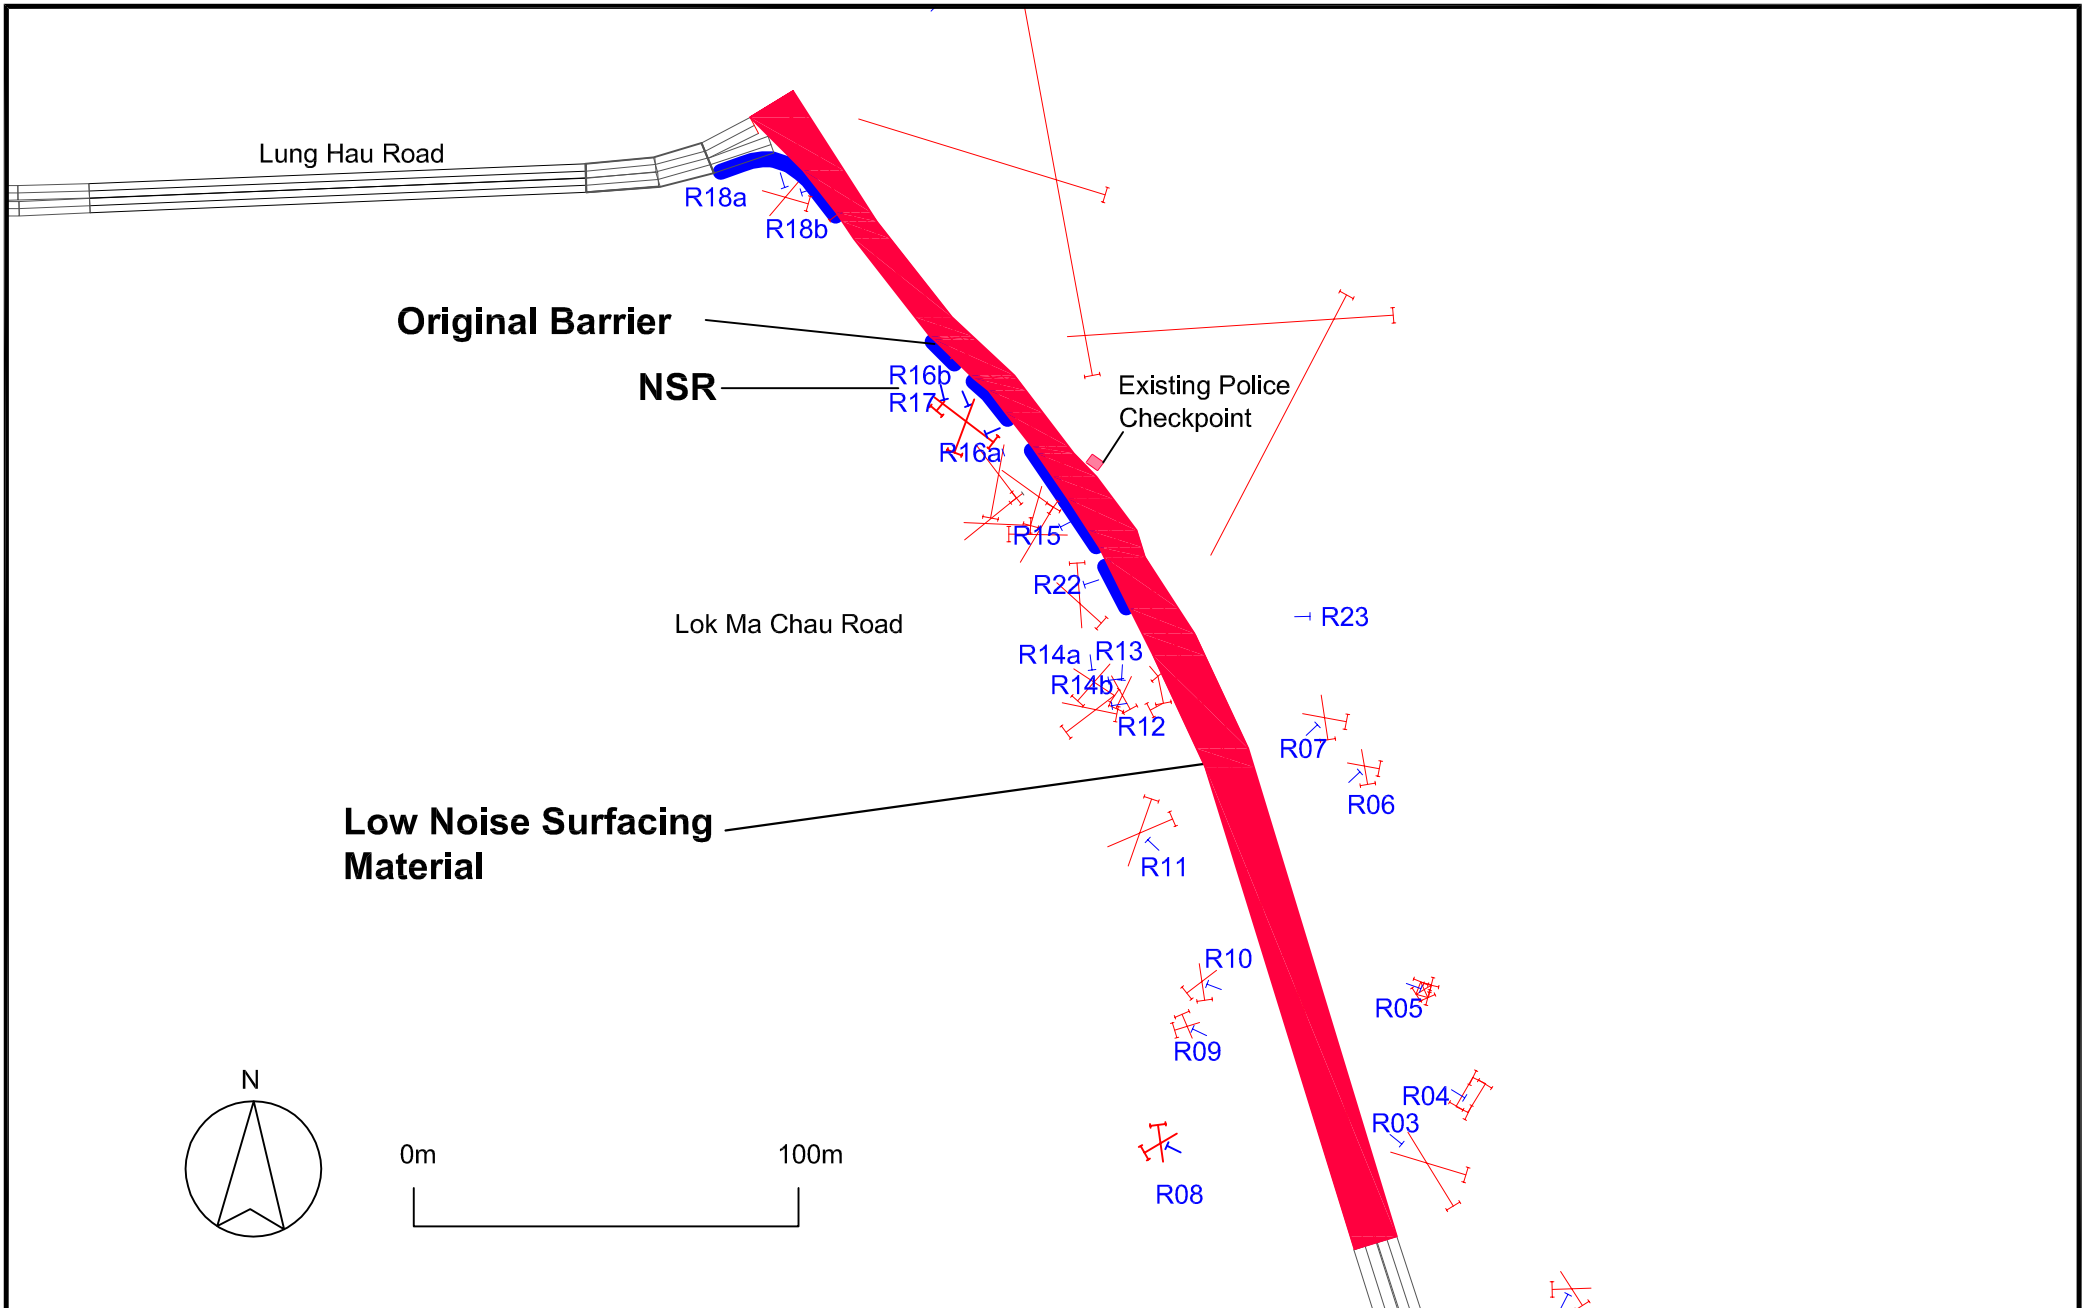 Lung Hau Road
R18a
R18b
Original Barrier
R16b
NSR
R17
Existing Police
Checkpoint
R16a
R15
R22
Lok Ma Chau Road
R23
R14a
R13
R14b
R12
R07
R06
Low Noise Surfacing
Material
R11
R10
R05
R09
N
R04
R03
0m
100m
R08